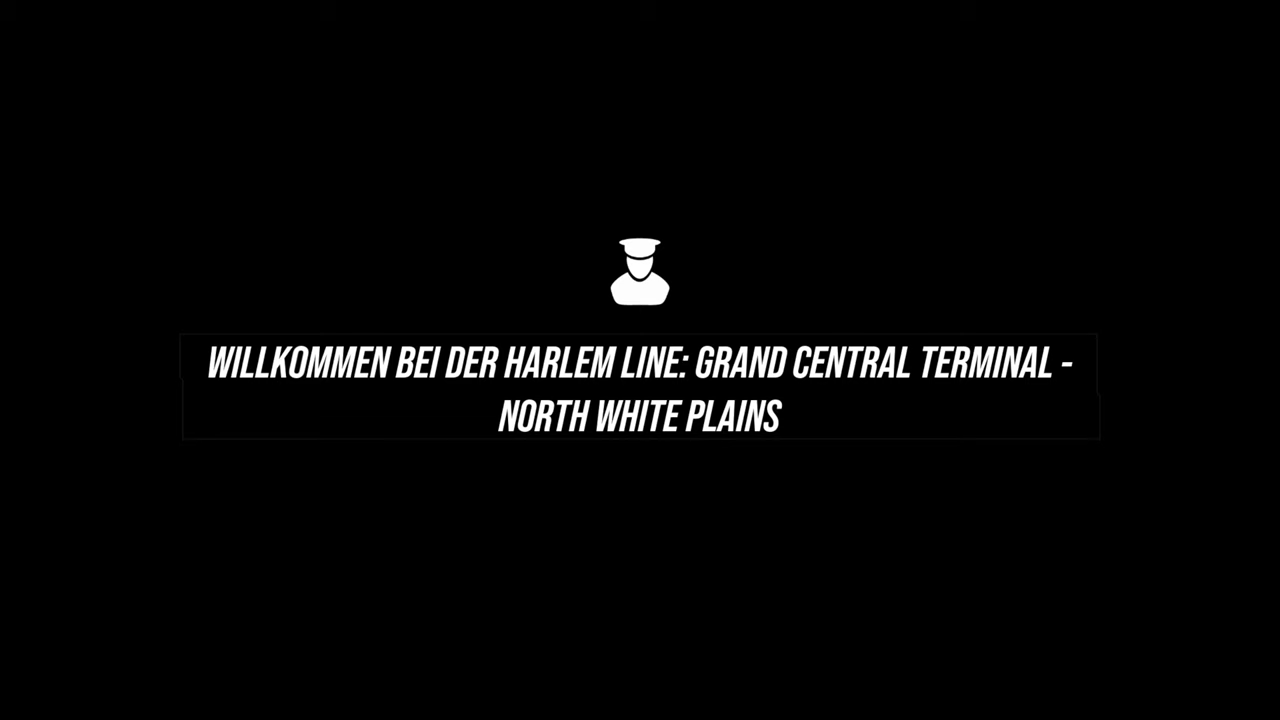 WILLKOMMEN BEI DER HARLEM LINE: GRAND CENTRAL TERMINAL -
NORTH WHITE PLAINS